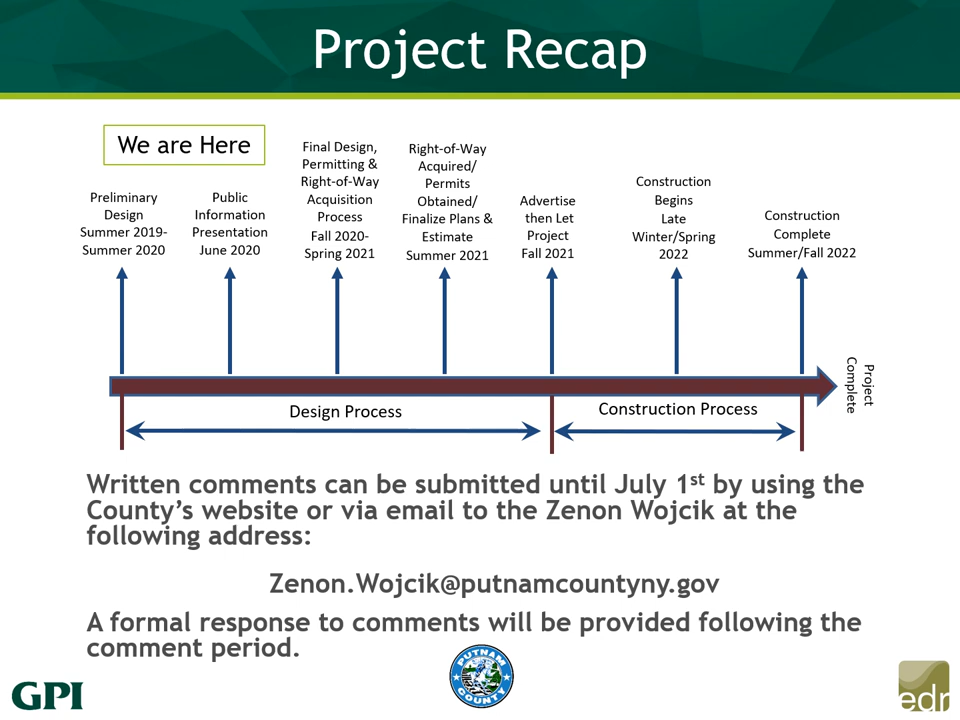 Project Recap
We are Here
Preliminary
Design
Summer 2019-
Summer 2020
Public
Information
Presentation
June 2020
Final Design,
Permitting &
Right-of-Way
Acquisition
Process
Fall 2020-
Spring 2021
Right-of-Way
Acquired/
Permits
Obtained/
Finalize Plans &
Estimate
Summer 2021
Advertise
then Let
Project
Fall 2021
Construction
Begins
Late
Winter/Spring
2022
Construction
Complete
Summer/Fall 2022
Project
Complete
Design Process
Construction Process
Written comments can be submitted until July 1st by using the
County’s website or via email to the Zenon Wojcik at the
following address:
Zenon.Wojcik@putnamcountyny.gov
A formal response to comments will be provided following the
comment period.
GPI
PUTNAM
COUNTY
edr